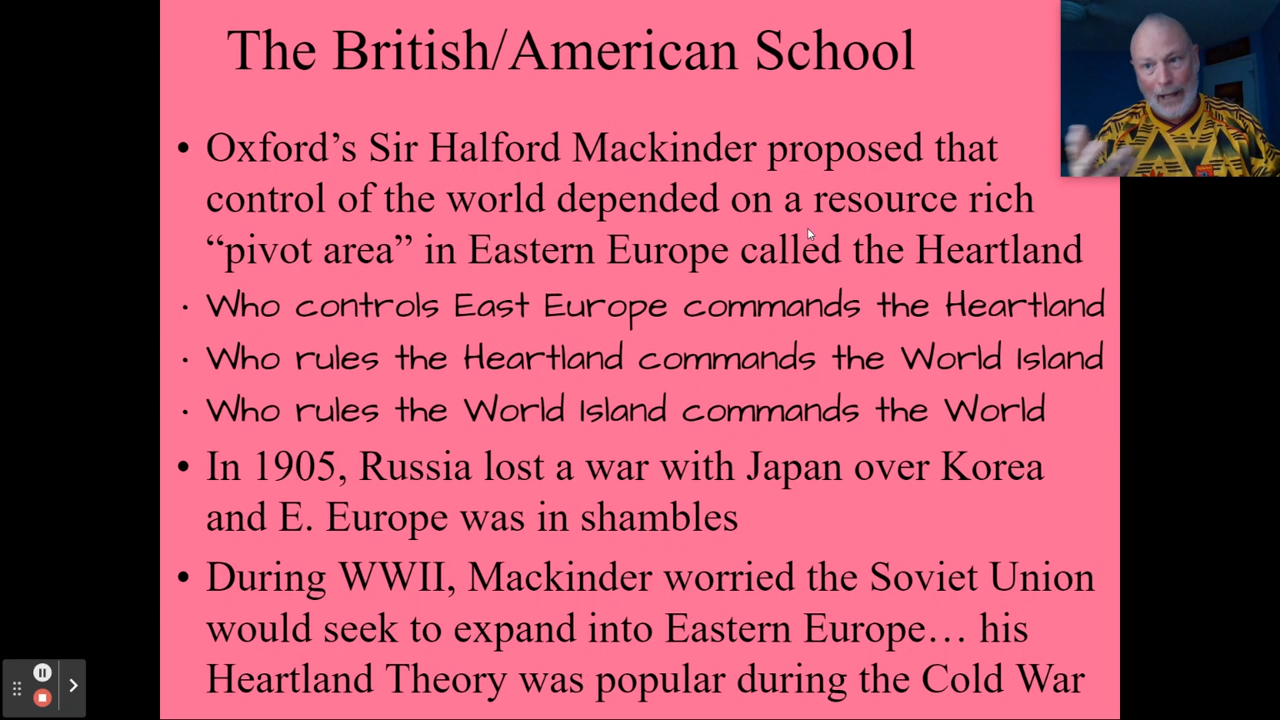 The British/American School
• Oxford’s Sir Halford Mackinder proposed that
control of the world depended on a resource rich
“pivot area” in Eastern Europe called the Heartland
• Who controls East Europe commands the Heartland
• Who rules the Heartland commands the World Island
• Who rules the World Island commands the World
• In 1905, Russia lost a war with Japan over Korea
and E. Europe was in shambles
• During WWII, Mackinder worried the Soviet Union
would seek to expand into Eastern Europe… his
Heartland Theory was popular during the Cold War